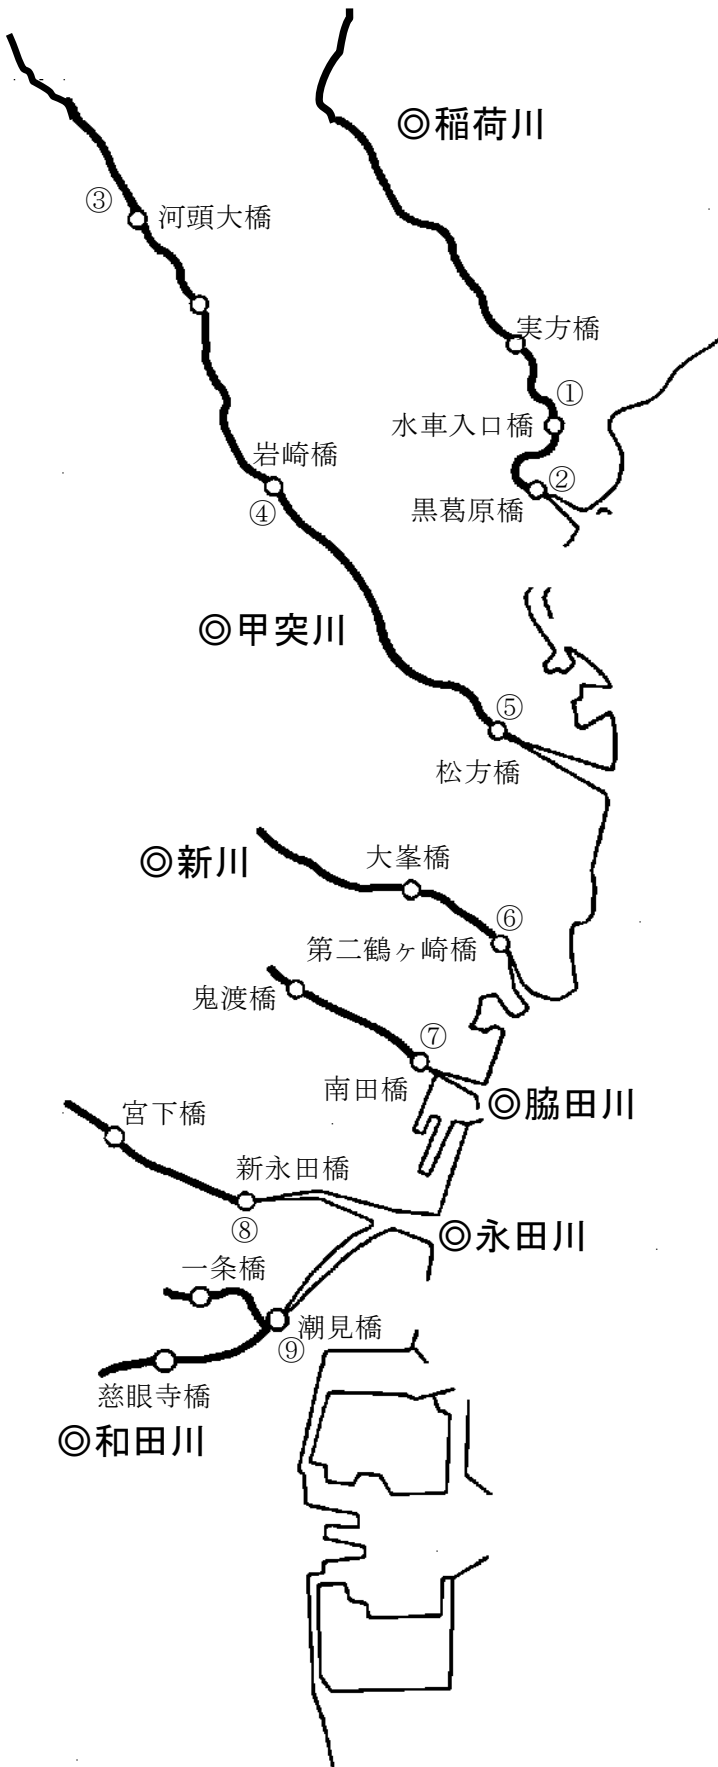 ◎稲荷川
③
河頭大橋
実方橋
①
水車入口橋
岩崎橋
②
④
黒葛原橋
◎甲突川
⑤
松方橋
◎新川
大峯橋
⑥
第二鶴ヶ崎橋
鬼渡橋
⑦
南田橋
◎脇田川
宮下橋
新永田橋
⑧
◎永田川
一条橋
潮見橋
⑨
慈眼寺橋
◎和田川